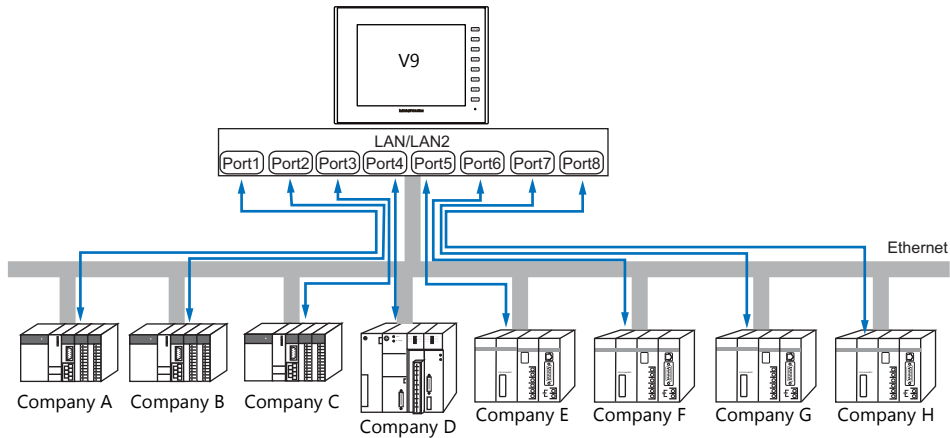 V9
LAN/LAN2
Port1 Port2 Port3 Port4 Port5 Port6 Port7 Port8
Ethernet
Company A Company B Company C Company D Company E Company F Company G Company H